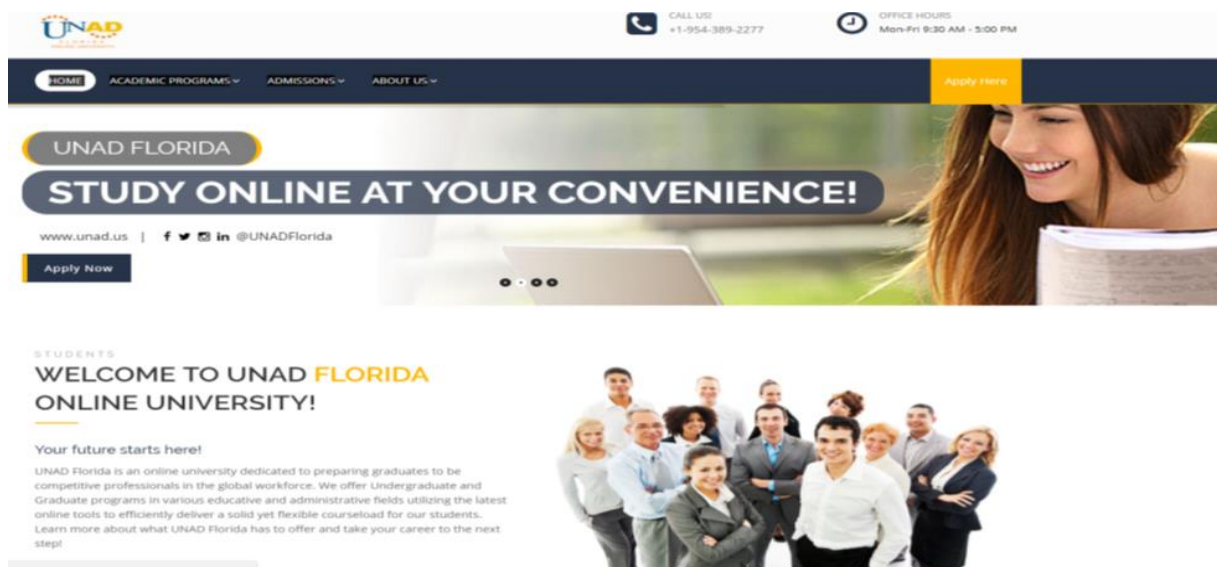 UNAD
FLORIDA
CALL US!
+1-954-389-2277
OFFICE HOURS
Mon-Fri 9:30 AM - 5:00 PM
HOME
ACADEMIC PROGRAMS
ADMISSIONS
ABOUT US
Apply Here
UNAD FLORIDA
STUDY ONLINE AT YOUR CONVENIENCE!
www.unad.us | @UNADFlorida
Apply Now
STUDENTS
WELCOME TO UNAD FLORIDA
ONLINE UNIVERSITY!
Your future starts here!
UNAD Florida is an online university dedicated to preparing graduates to be
competitive professionals in the global workforce. We offer Undergraduate and
Graduate programs in various educative and administrative fields utilizing the latest
online tools to efficiently deliver a solid yet flexible courseload for our students.
Learn more about what UNAD Florida has to offer and take your career to the next
step!